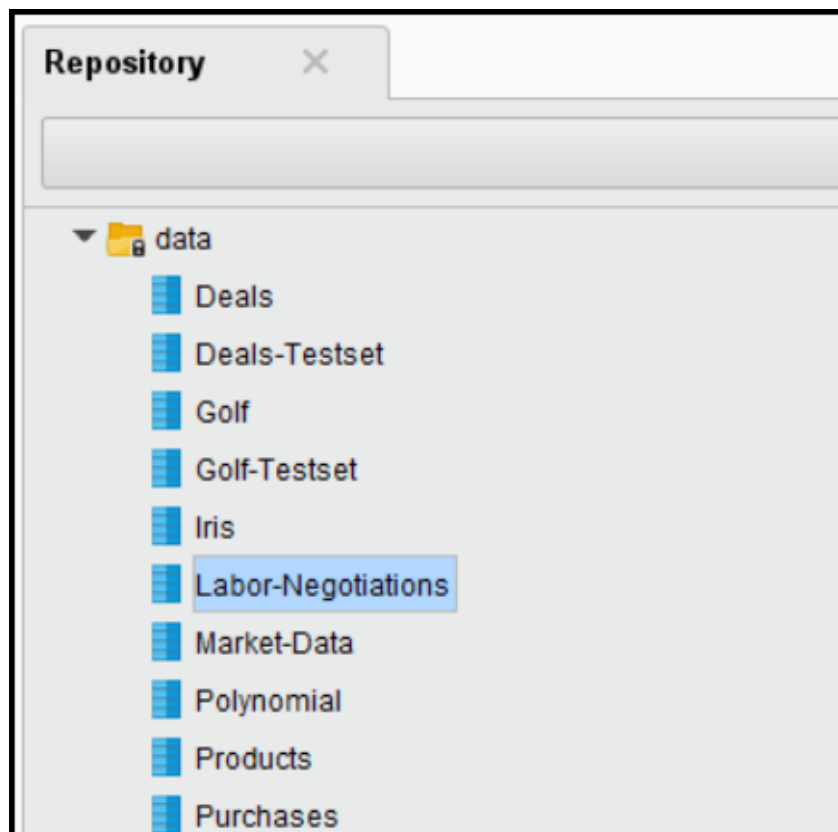 Repository
data
Deals
Deals-Testset
Golf
Golf-Testset
Iris
Labor-Negotiations
Market-Data
Polynomial
Products
Purchases